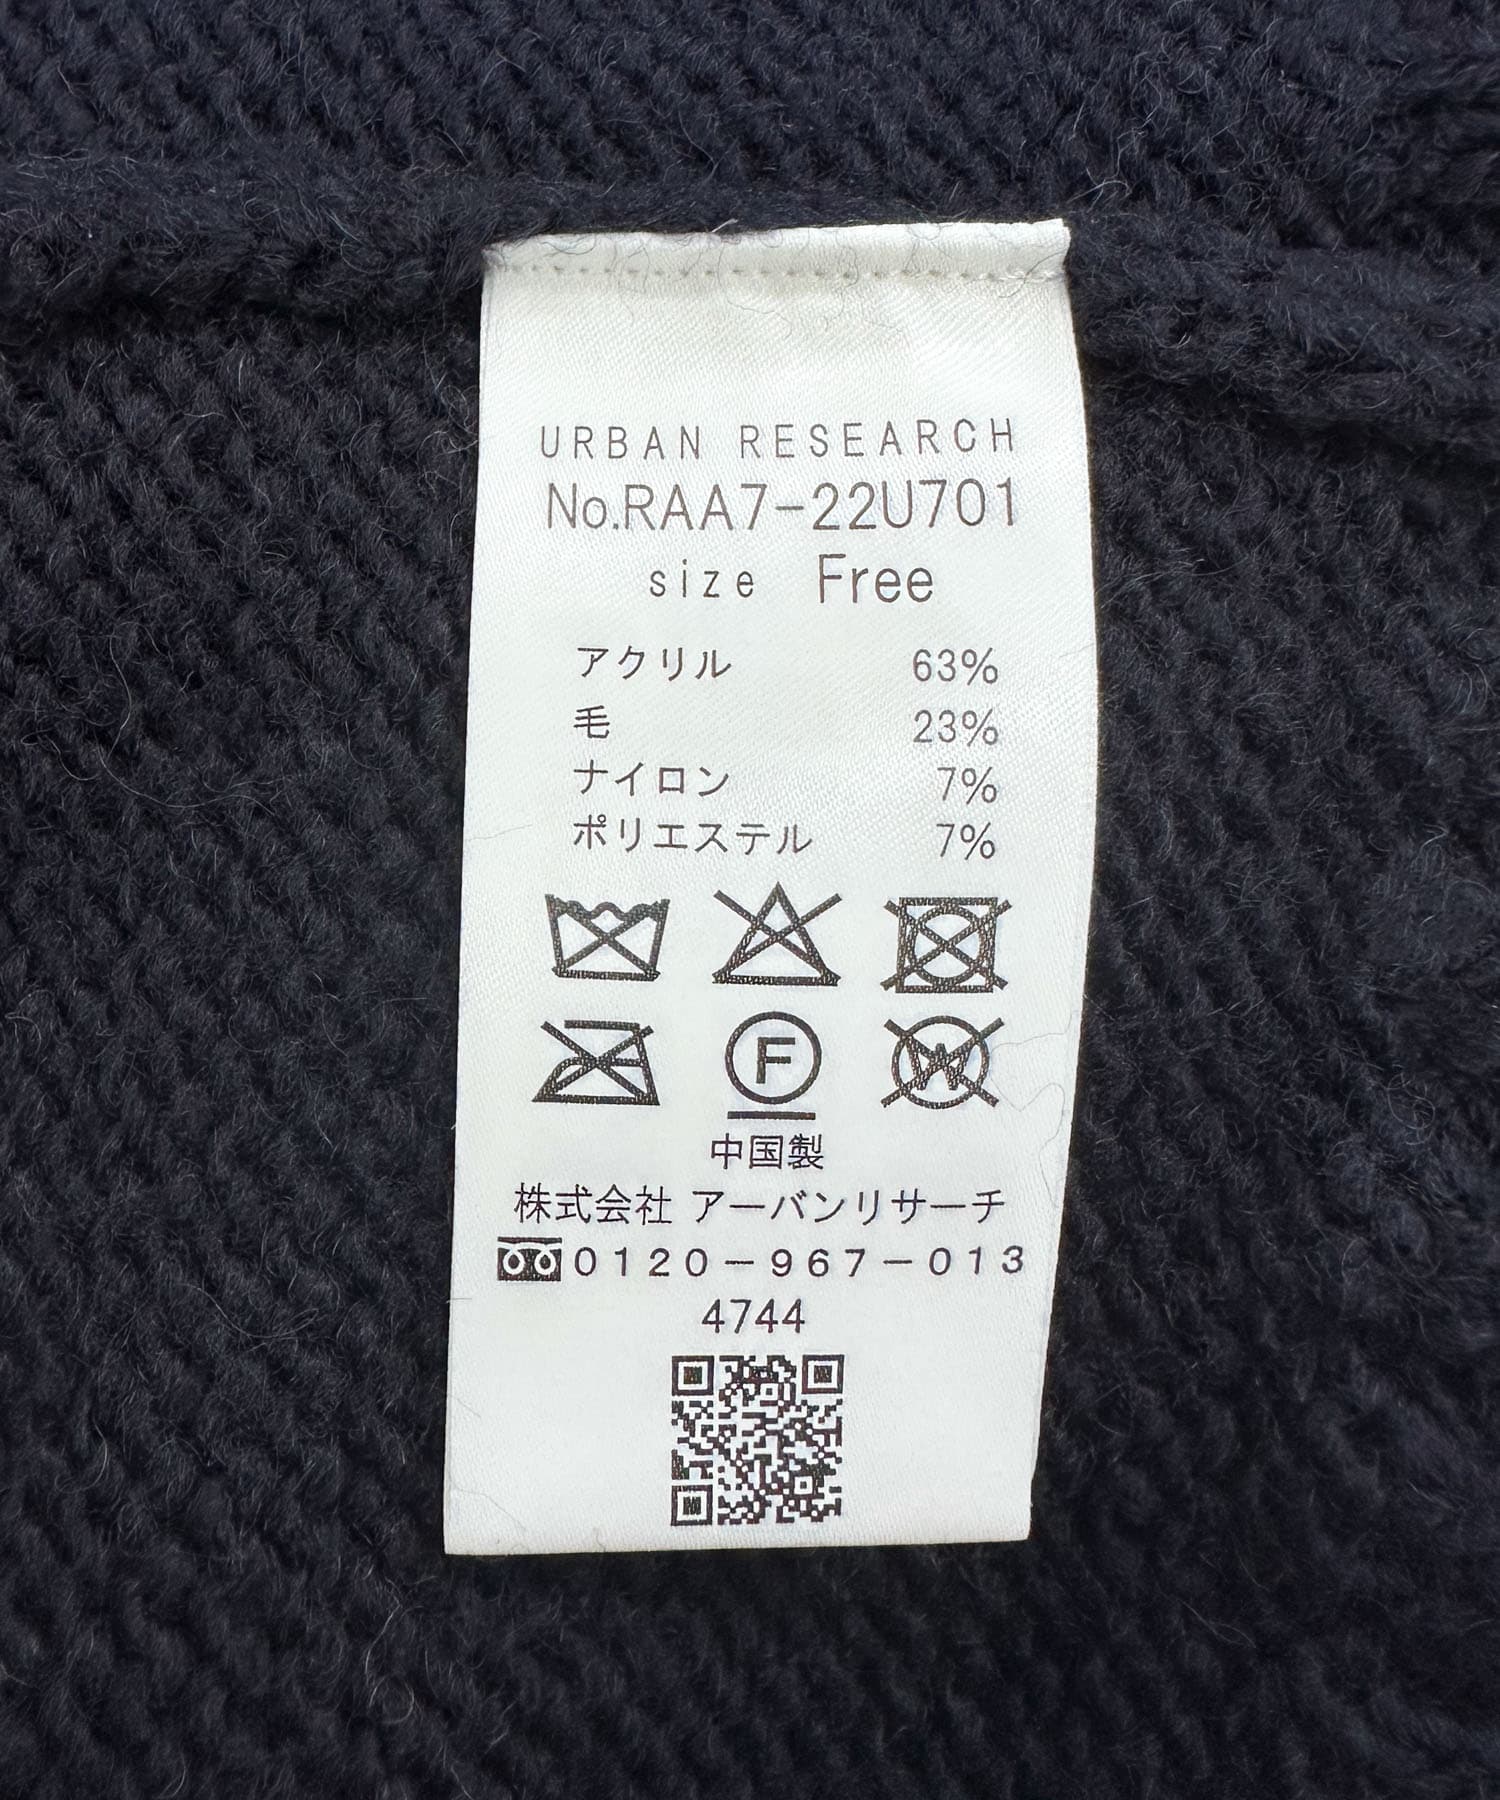 URBAN RESEARCH
No.RAA7-22U701
size Free
アクリル 63%
毛 23%
ナイロン 7%
ポリエステル 7%
F W
中国製
株式会社 アーバンリサーチ
0120-967-013
4744